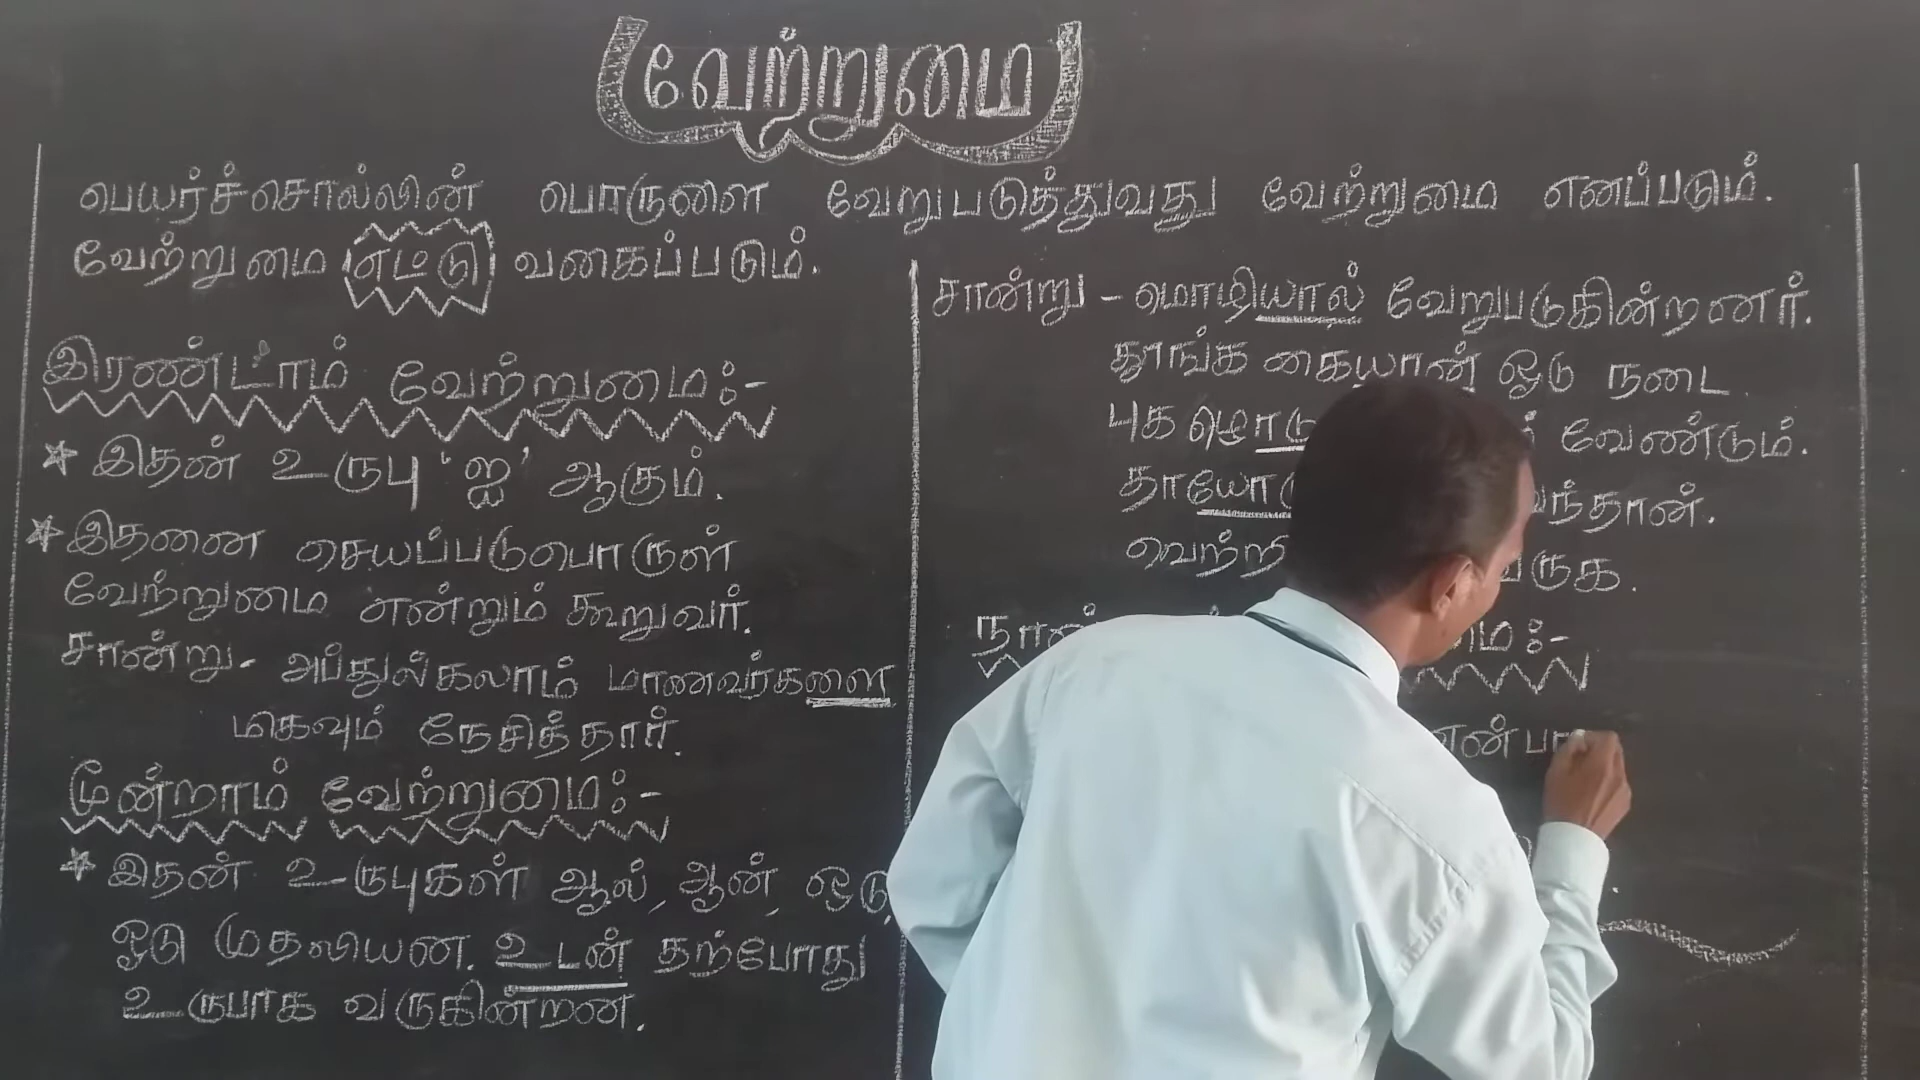 வேற்றுமை
பெயர்ச்சொல்லின் பொருளை வேறுபடுத்துவது வேற்றுமை எனப்படும்.
வேற்றுமை எட்டு வகைப்படும்.
இரண்டாம் வேற்றுமை:-
* இதன் உருபு 'ஐ' ஆகும்.
* இதனை செயப்படுபொருள்
வேற்றுமை என்றும் கூறுவர்.
சான்று - அப்துல்கலாம் மாணவர்களை
மிகவும் நேசித்தார்.
மூன்றாம் வேற்றுமை:-
* இதன் உருபுகள் ஆல், ஆன், ஒடு,
ஓடு முதலியன. உடன் தற்போது
உருபாக வருகின்றன.
சான்று - மொழியால் வேறுபடுகின்றனர்.
தூங்க கையான் ஓடு நடை.
வேண்டும்.
வந்தான்.
வெற்றி வருக.